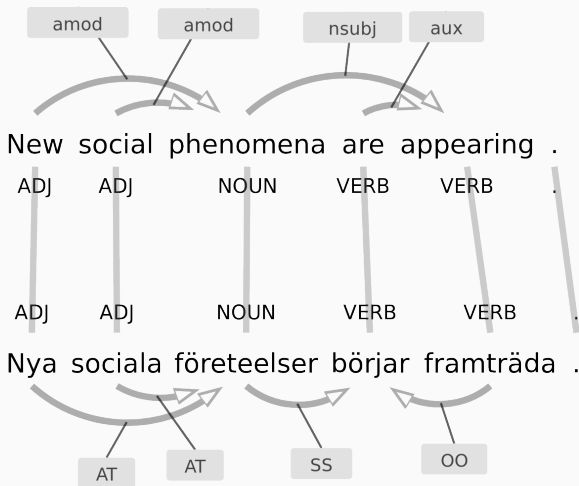 amod amod nsubj aux
New social phenomena are appearing .
ADJ ADJ NOUN VERB VERB .
ADJ ADJ NOUN VERB VERB .
Nya sociala företeelser börjar framträda .
AT AT SS OO